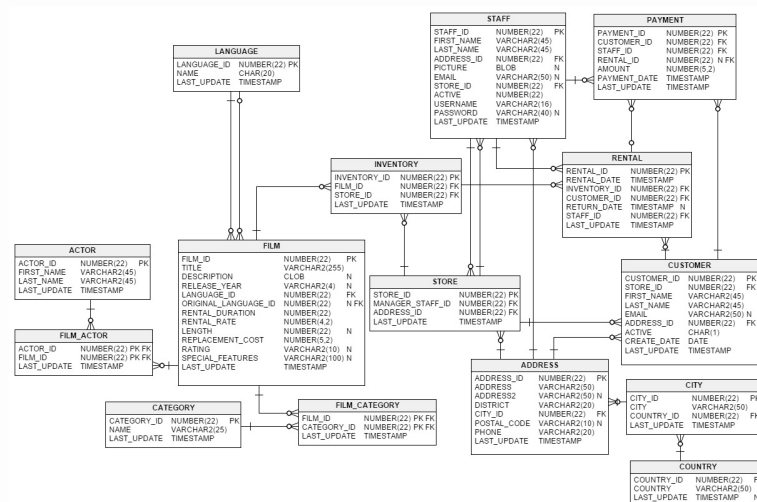 STAFF
STAFF_ID NUMBER(22) PK
FIRST_NAME VARCHAR2(45)
LAST_NAME VARCHAR2(45)
ADDRESS_ID NUMBER(22) FK
PICTURE BLOB N
EMAIL VARCHAR2(50) N
STORE_ID NUMBER(22) FK
ACTIVE NUMBER(22)
USERNAME VARCHAR2(16)
PASSWORD VARCHAR2(40) N
LAST_UPDATE TIMESTAMP
PAYMENT
PAYMENT_ID NUMBER(22) PK
CUSTOMER_ID NUMBER(22) FK
STAFF_ID NUMBER(22) FK
RENTAL_ID NUMBER(22) N FK
AMOUNT NUMBER(5,2)
PAYMENT_DATE TIMESTAMP
LAST_UPDATE TIMESTAMP
LANGUAGE
LANGUAGE_ID NUMBER(22) PK
NAME CHAR(20)
LAST_UPDATE TIMESTAMP
INVENTORY
INVENTORY_ID NUMBER(22) PK
FILM_ID NUMBER(22) FK
STORE_ID NUMBER(22) FK
LAST_UPDATE TIMESTAMP
RENTAL
RENTAL_ID NUMBER(22) PK
RENTAL_DATE TIMESTAMP
INVENTORY_ID NUMBER(22) FK
CUSTOMER_ID NUMBER(22) FK
RETURN_DATE TIMESTAMP N
STAFF_ID NUMBER(22) FK
LAST_UPDATE TIMESTAMP
ACTOR
ACTOR_ID NUMBER(22) PK
FIRST_NAME VARCHAR2(45)
LAST_NAME VARCHAR2(45)
LAST_UPDATE TIMESTAMP
FILM
FILM_ID NUMBER(22) PK
TITLE VARCHAR2(255)
DESCRIPTION CLOB N
RELEASE_YEAR VARCHAR2(4) N
LANGUAGE_ID NUMBER(22) FK
ORIGINAL_LANGUAGE_ID NUMBER(22) N FK
RENTAL_DURATION NUMBER(22)
RENTAL_RATE NUMBER(4,2)
LENGTH NUMBER(22) N
REPLACEMENT_COST NUMBER(5,2)
RATING VARCHAR2(10) N
SPECIAL_FEATURES VARCHAR2(100) N
LAST_UPDATE TIMESTAMP
STORE
STORE_ID NUMBER(22) PK
MANAGER_STAFF_ID NUMBER(22) FK
ADDRESS_ID NUMBER(22) FK
LAST_UPDATE TIMESTAMP
CUSTOMER
CUSTOMER_ID NUMBER(22) PK
STORE_ID NUMBER(22) FK
FIRST_NAME VARCHAR2(45)
LAST_NAME VARCHAR2(45)
EMAIL VARCHAR2(50) N
ADDRESS_ID NUMBER(22) FK
ACTIVE CHAR(1)
CREATE_DATE DATE
LAST_UPDATE TIMESTAMP
FILM_ACTOR
ACTOR_ID NUMBER(22) PK FK
FILM_ID NUMBER(22) PK FK
LAST_UPDATE TIMESTAMP
CATEGORY
CATEGORY_ID NUMBER(22) PK
NAME VARCHAR2(25)
LAST_UPDATE TIMESTAMP
FILM_CATEGORY
FILM_ID NUMBER(22) PK FK
CATEGORY_ID NUMBER(22) PK FK
LAST_UPDATE TIMESTAMP
ADDRESS
ADDRESS_ID NUMBER(22) PK
ADDRESS VARCHAR2(50)
ADDRESS2 VARCHAR2(50) N
DISTRICT VARCHAR2(20)
CITY_ID NUMBER(22) FK
POSTAL_CODE VARCHAR2(10) N
PHONE VARCHAR2(20)
LAST_UPDATE TIMESTAMP
CITY
CITY_ID NUMBER(22)
CITY VARCHAR2(50)
COUNTRY_ID NUMBER(22)
LAST_UPDATE TIMESTAMP
COUNTRY
COUNTRY_ID NUMBER(22)
COUNTRY VARCHAR2(50)
LAST_UPDATE TIMESTAMP